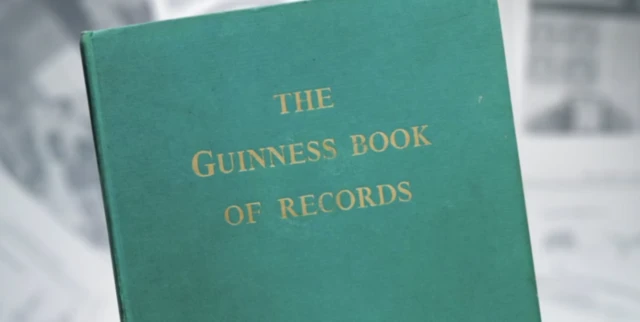 THE
GUINNESS BOOK
OF RECORDS